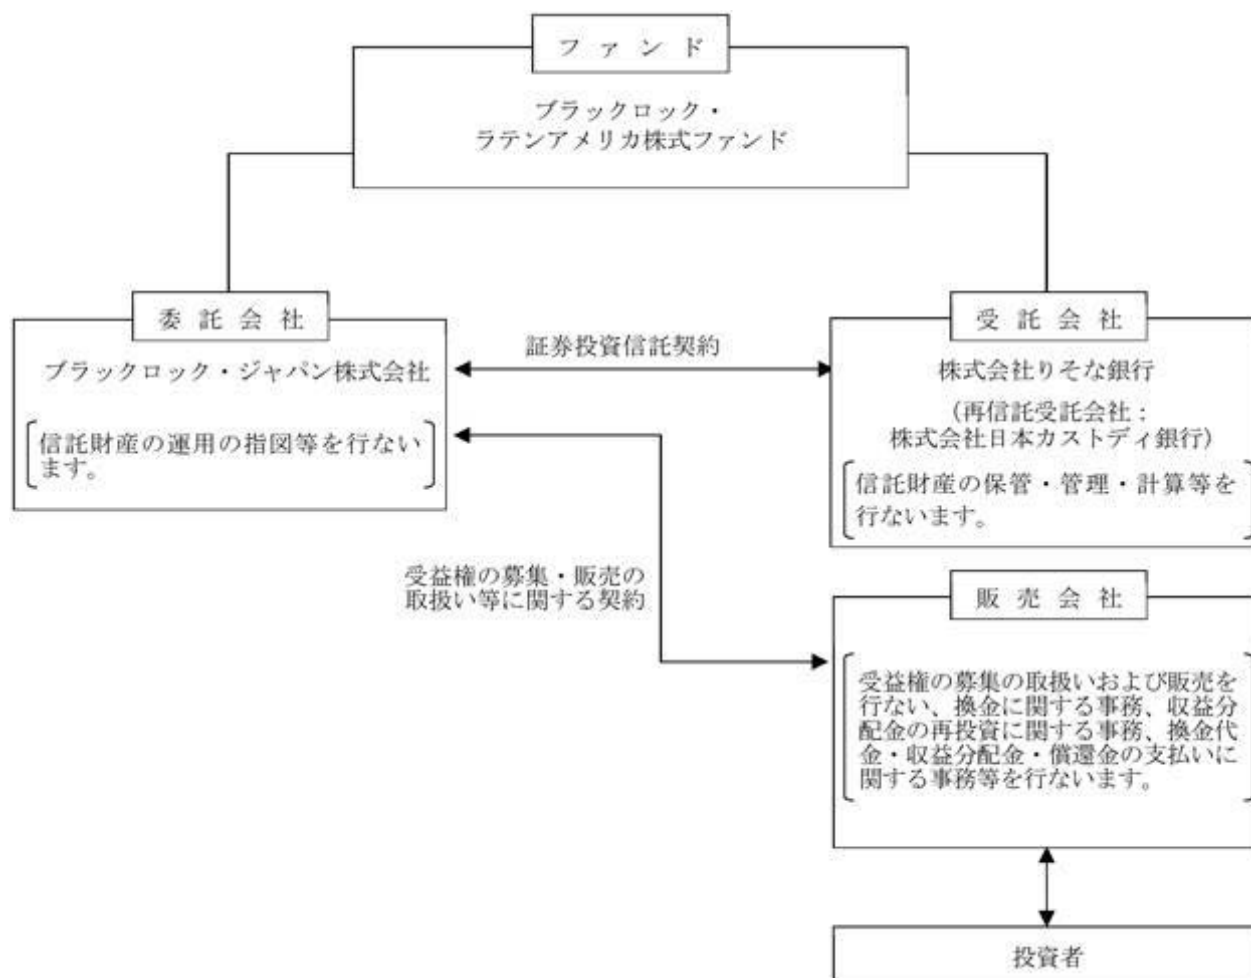 ファンド
ブラックロック・
ラテンアメリカ株式ファンド
委託会社
ブラックロック・ジャパン株式会社
信託財産の運用の指図等を行ない
ます。
証券投資信託契約
受託会社
株式会社りそな銀行
(再信託受託会社:
株式会社日本カストディ銀行)
信託財産の保管・管理・計算等を
行ないます。
受益権の募集・販売の
取扱い等に関する契約
販売会社
受益権の募集の取扱いおよび販売を
行ない、換金に関する事務、収益分
配金の再投資に関する事務、換金代
金・収益分配金・償還金の支払いに
関する事務等を行ないます。
投資者